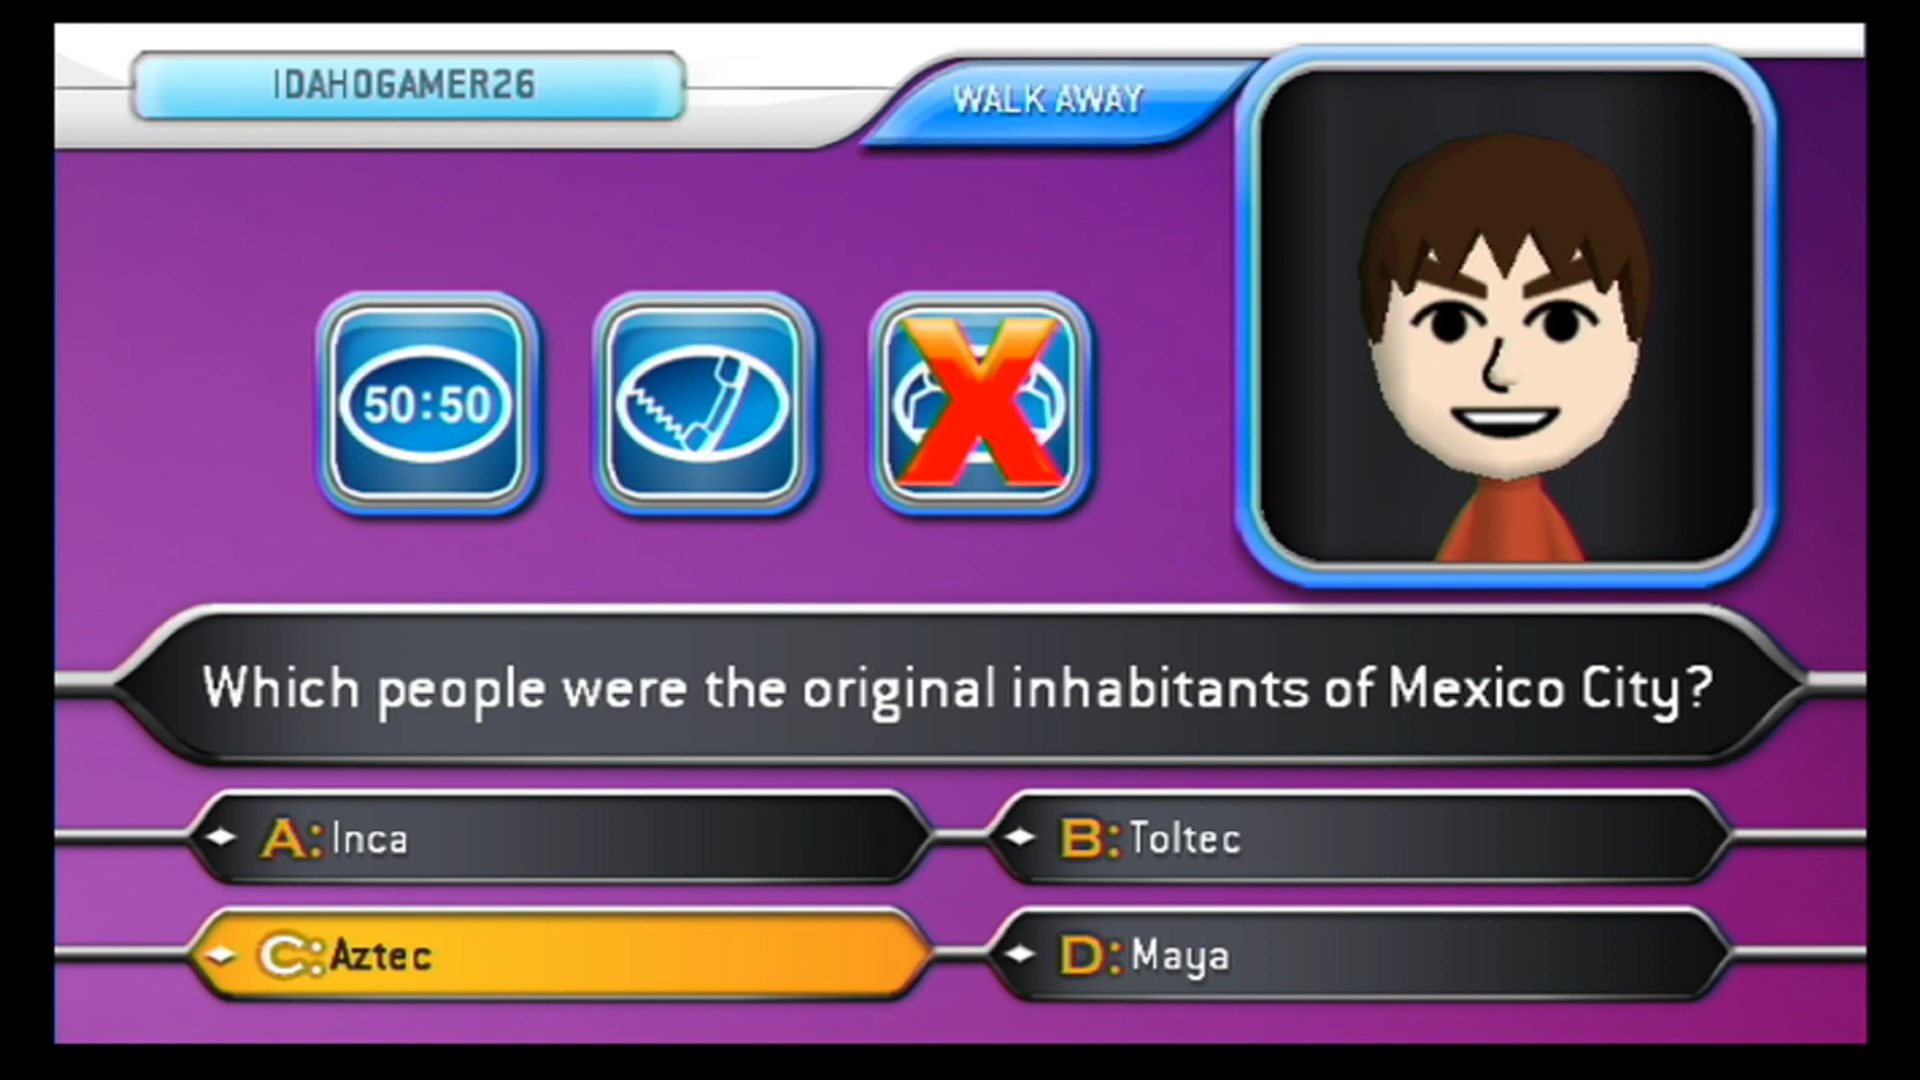 IDAHOGAMER26
WALK AWAY
50:50
X
Which people were the original inhabitants of Mexico City?
A: Inca
B: Toltec
C: Aztec
D: Maya